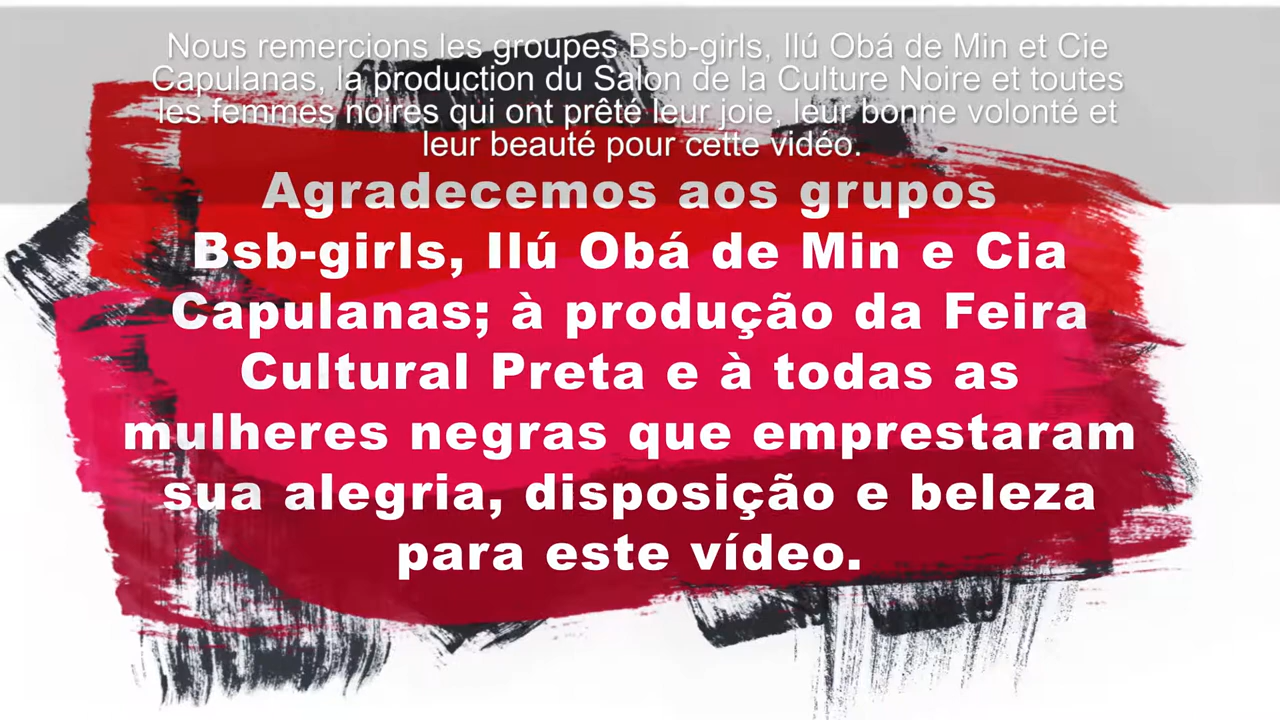 Nous remercions les groupes Bsb-girls, Ilú Obá de Min et Cie
Capulanas, la production du Salon de la Culture Noire et toutes
les femmes noires qui ont prêté leur joie, leur bonne volonté et
leur beauté pour cette vidéo.
Agradecemos aos grupos
Bsb-girls, Ilú Obá de Min e Cia
Capulanas; à produção da Feira
Cultural Preta e à todas as
mulheres negras que emprestaram
sua alegria, disposição e beleza
para este vídeo.